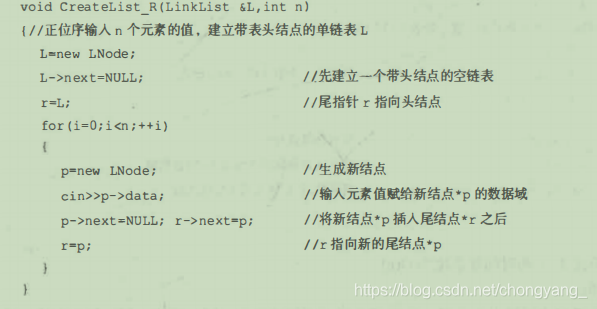 void CreateList_R(LinkList &L,int n)
{//正位序输入 n 个元素的值，建立带表头结点的单链表 L
L=new LNode;
L->next=NULL; //先建立一个带头结点的空链表
r=L; //尾指针 r 指向头结点
for(i=0;i<n;++i)
{
p=new LNode; //生成新结点
cin>>p->data; //输入元素值赋给新结点*p 的数据域
p->next=NULL; r->next=p; //将新结点*p 插入尾结点*r 之后
r=p; //r 指向新的尾结点*p
}
}
https://blog.csdn.net/chongyang_